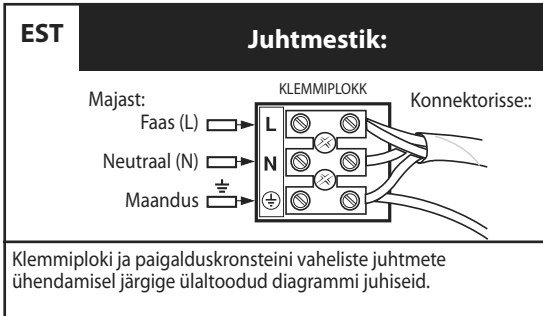 EST
Juhtmestik:
KLEMMIPLOKK
Majast:
Konnektorisse::
Faas (L)
L
Neutraal (N)
N
Maandus
Klemmiploki ja paigalduskronsteini vaheliste juhtmete
ühendamisel järgige ülaltoodud diagrammi juhiseid.